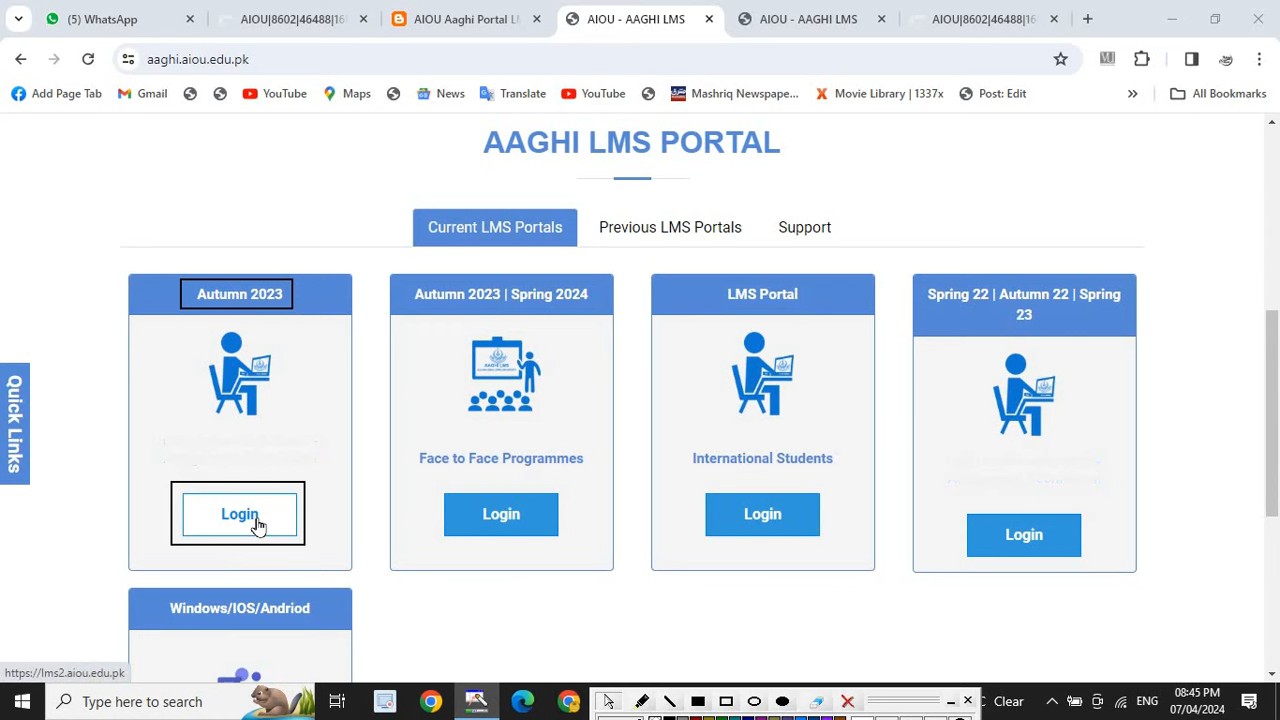 (5) WhatsApp
AIOU|8602|46488|16
AIOU Aaghi Portal LM
AIOU - AAGHI LMS
AIOU - AAGHI LMS
AIOU|8602|46488|16
aaghi.aiou.edu.pk
Add Page Tab
Gmail
YouTube
Maps
News
Translate
YouTube
Mashriq Newspape...
Movie Library | 1337x
Post: Edit
All Bookmarks
AAGHI LMS PORTAL
Current LMS Portals
Previous LMS Portals
Support
Autumn 2023
Login
Autumn 2023 | Spring 2024
Face to Face Programmes
Login
LMS Portal
International Students
Login
Spring 22 | Autumn 22 | Spring
23
Login
Windows/IOS/Andriod
Quick Links
https://lms2.aiou.edu.pk
Type here to search
Clear
ENG
08:45 PM
07/04/2024